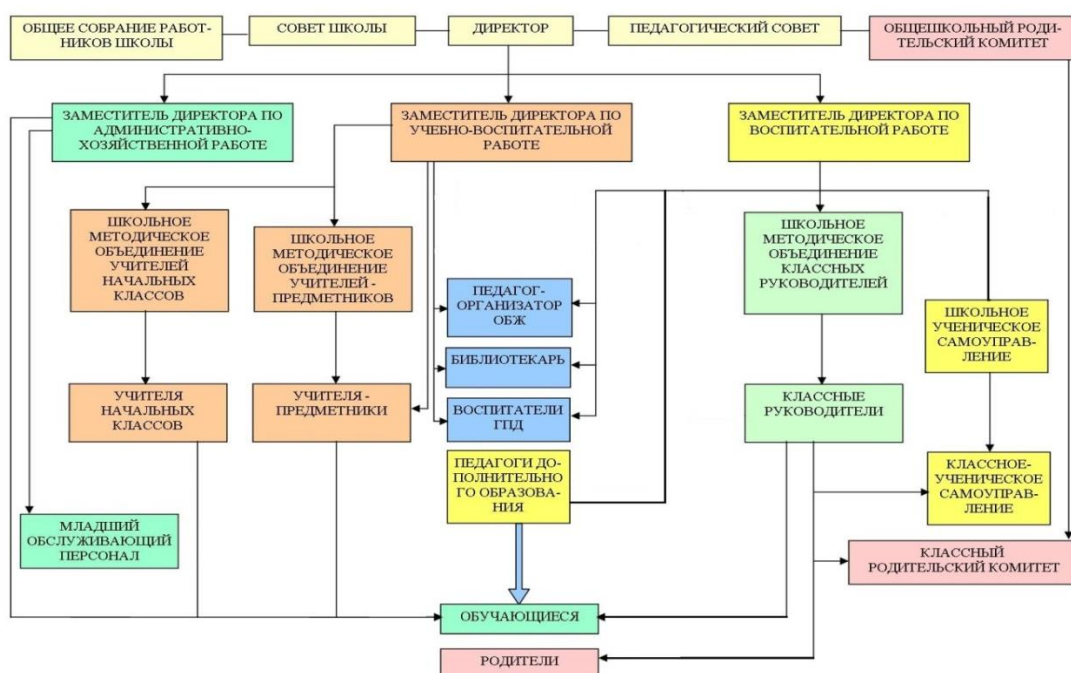 ОБЩЕЕ СОБРАНИЕ РАБОТ-
НИКОВ ШКОЛЫ
СОВЕТ ШКОЛЫ
ДИРЕКТОР
ПЕДАГОГИЧЕСКИЙ СОВЕТ
ОБЩЕШКОЛЬНЫЙ РОДИ-
ТЕЛЬСКИЙ КОМИТЕТ
ЗАМЕСТИТЕЛЬ ДИРЕКТОРА ПО
АДМИНИСТРАТИВНО-
ХОЗЯЙСТВЕННОЙ РАБОТЕ
ЗАМЕСТИТЕЛЬ ДИРЕКТОРА ПО
УЧЕБНО-ВОСПИТАТЕЛЬНОЙ
РАБОТЕ
ЗАМЕСТИТЕЛЬ ДИРЕКТОРА ПО
ВОСПИТАТЕЛЬНОЙ РАБОТЕ
ШКОЛЬНОЕ
МЕТОДИЧЕСКОЕ
ОБЪЕДИНЕНИЕ
УЧИТЕЛЕЙ
НАЧАЛЬНЫХ
КЛАССОВ
ШКОЛЬНОЕ
МЕТОДИЧЕСКОЕ
ОБЪЕДИНЕНИЕ
УЧИТЕЛЕЙ -
ПРЕДМЕТНИКОВ
ШКОЛЬНОЕ
МЕТОДИЧЕСКОЕ
ОБЪЕДИНЕНИЕ
КЛАССНЫХ
РУКОВОДИТЕЛЕЙ
ПЕДАГОГ-
ОРГАНИЗАТОР
ОБЖ
ШКОЛЬНОЕ
УЧЕНИЧЕСКОЕ
САМОУПРАВ-
ЛЕНИЕ
БИБЛИОТЕКАРЬ
УЧИТЕЛЯ
НАЧАЛЬНЫХ
КЛАССОВ
УЧИТЕЛЯ -
ПРЕДМЕТНИКИ
ВОСПИТАТЕЛИ
ГПД
КЛАССНЫЕ
РУКОВОДИТЕЛИ
ПЕДАГОГИ ДО-
ПОЛНИТЕЛЬНО
ГО ОБРАЗОВА-
НИЯ
КЛАССНОЕ-
УЧЕНИЧЕСКОЕ
САМОУПРАВ-
ЛЕНИЕ
МЛАДШИЙ
ОБСЛУЖИВАЮЩИЙ
ПЕРСОНАЛ
КЛАССНЫЙ
РОДИТЕЛЬСКИЙ КОМИТЕТ
ОБУЧАЮЩИЕСЯ
РОДИТЕЛИ